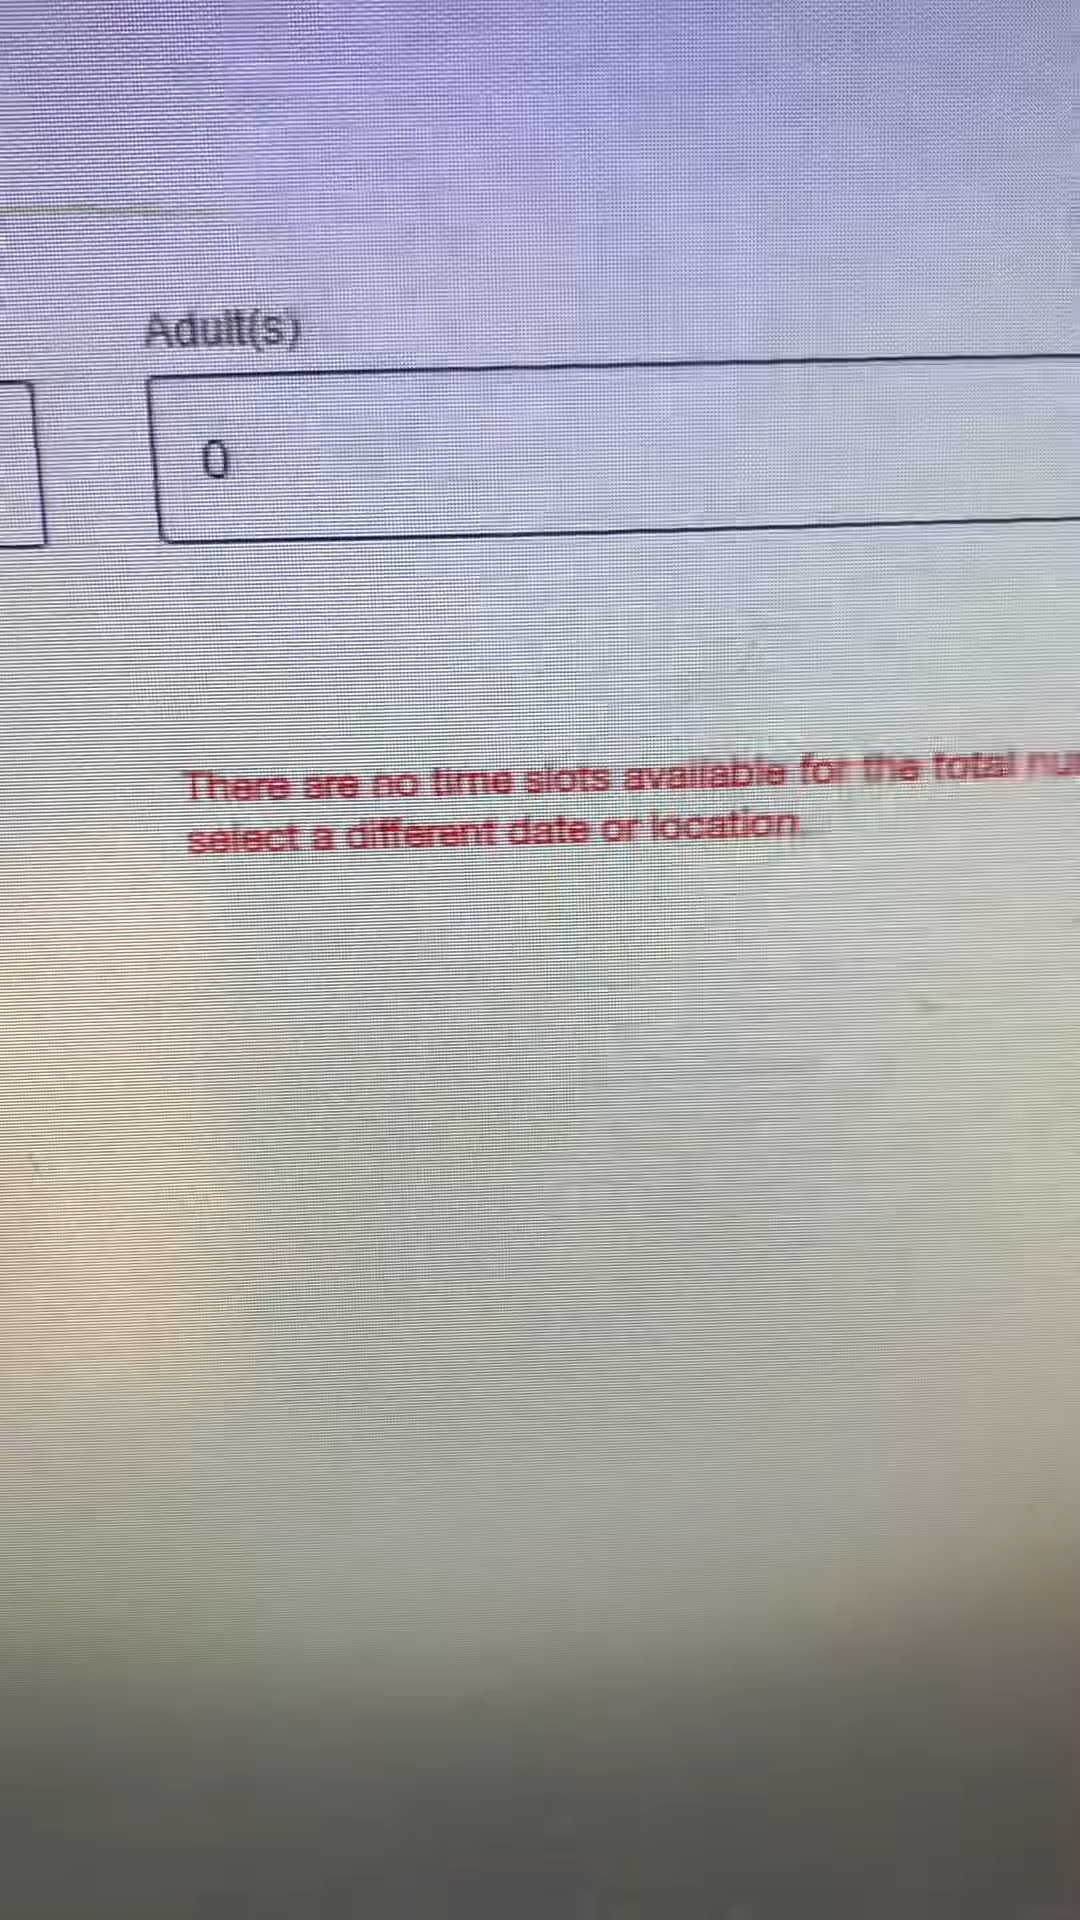 Adult(s)
0
There are no time slots available for the total
select a different date or location.